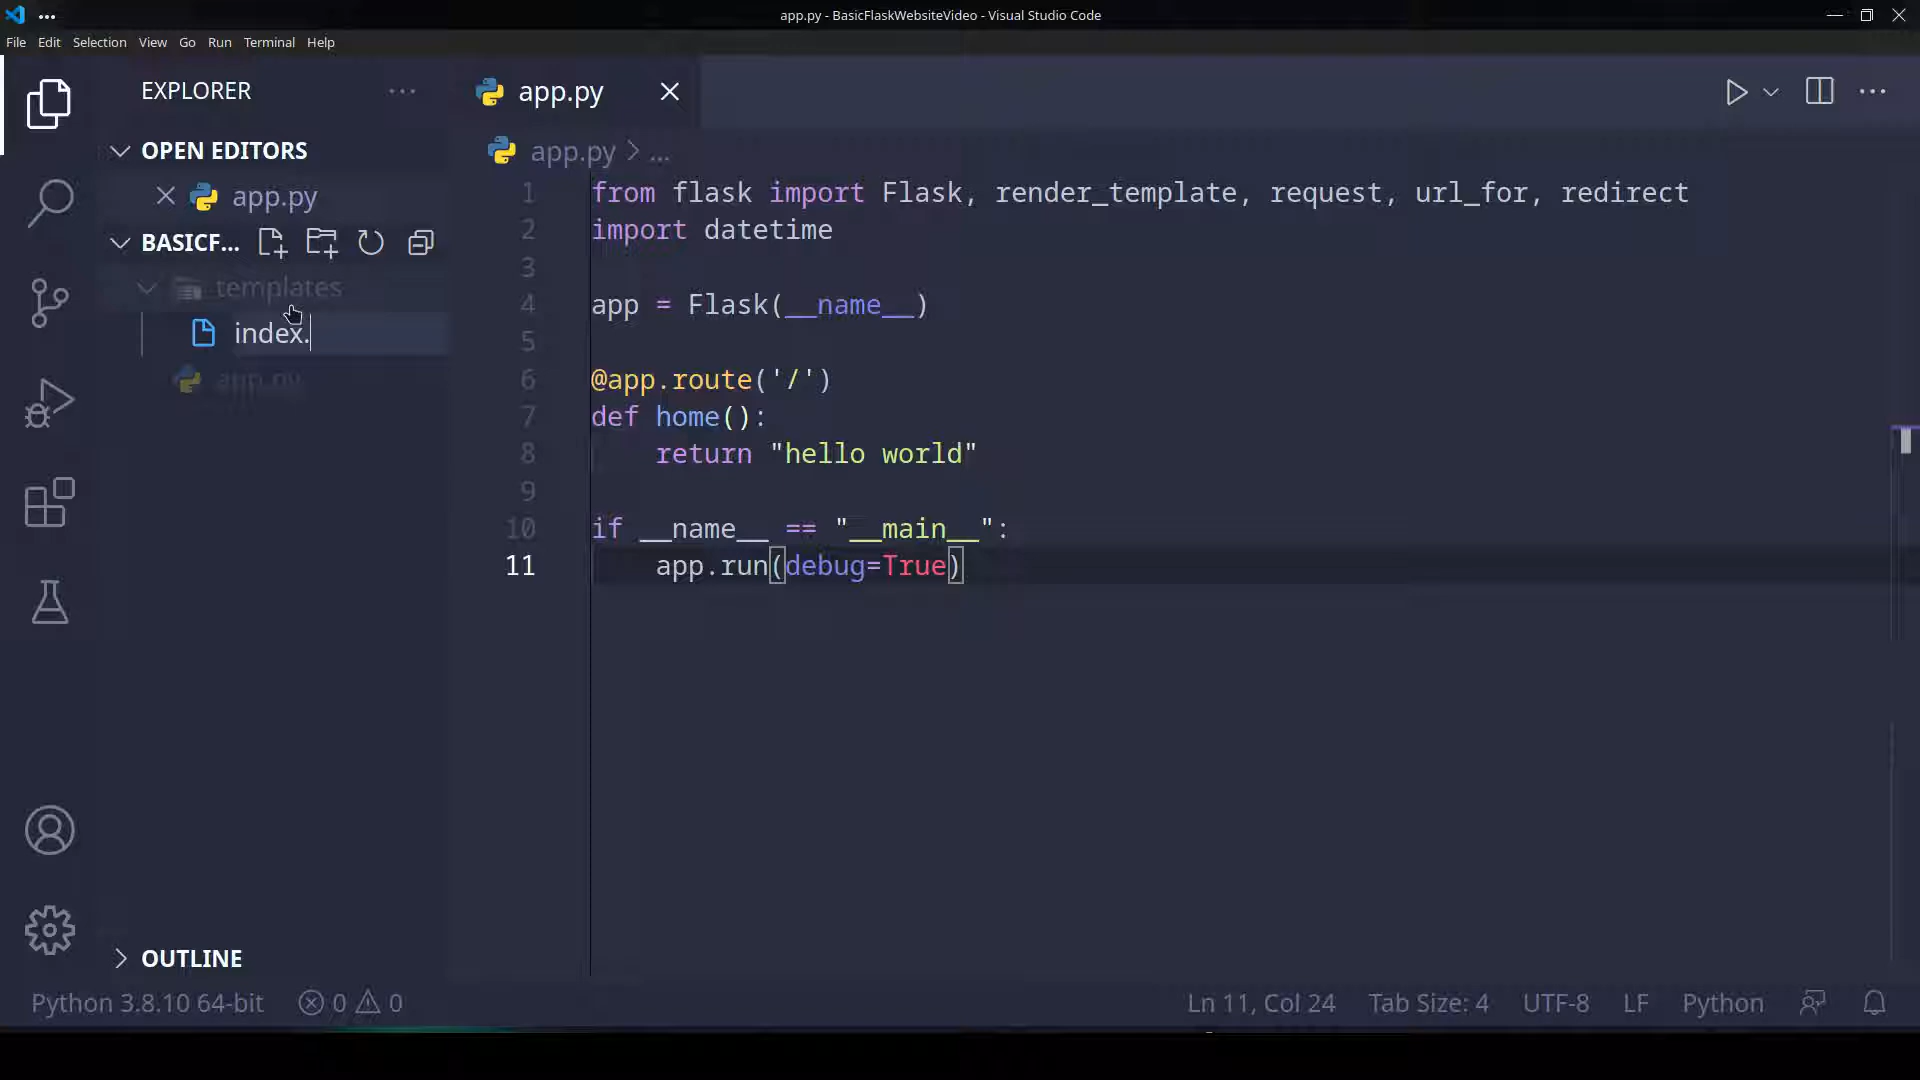 app.py - BasicFlaskWebsiteVideo - Visual Studio Code
File Edit Selection View Go Run Terminal Help
EXPLORER
app.py
OPEN EDITORS
app.py > ...
app.py
BASICF...
templates
index.
app.py
1 from flask import Flask, render_template, request, url_for, redirect
2 import datetime
3
4 app = Flask(__name__)
5
6 @app.route('/')
7 def home():
8 return "hello world"
9
10 if __name__ == "__main__":
11 app.run(debug=True)
OUTLINE
Python 3.8.10 64-bit 0 0 Ln 11, Col 24 Tab Size: 4 UTF-8 LF Python